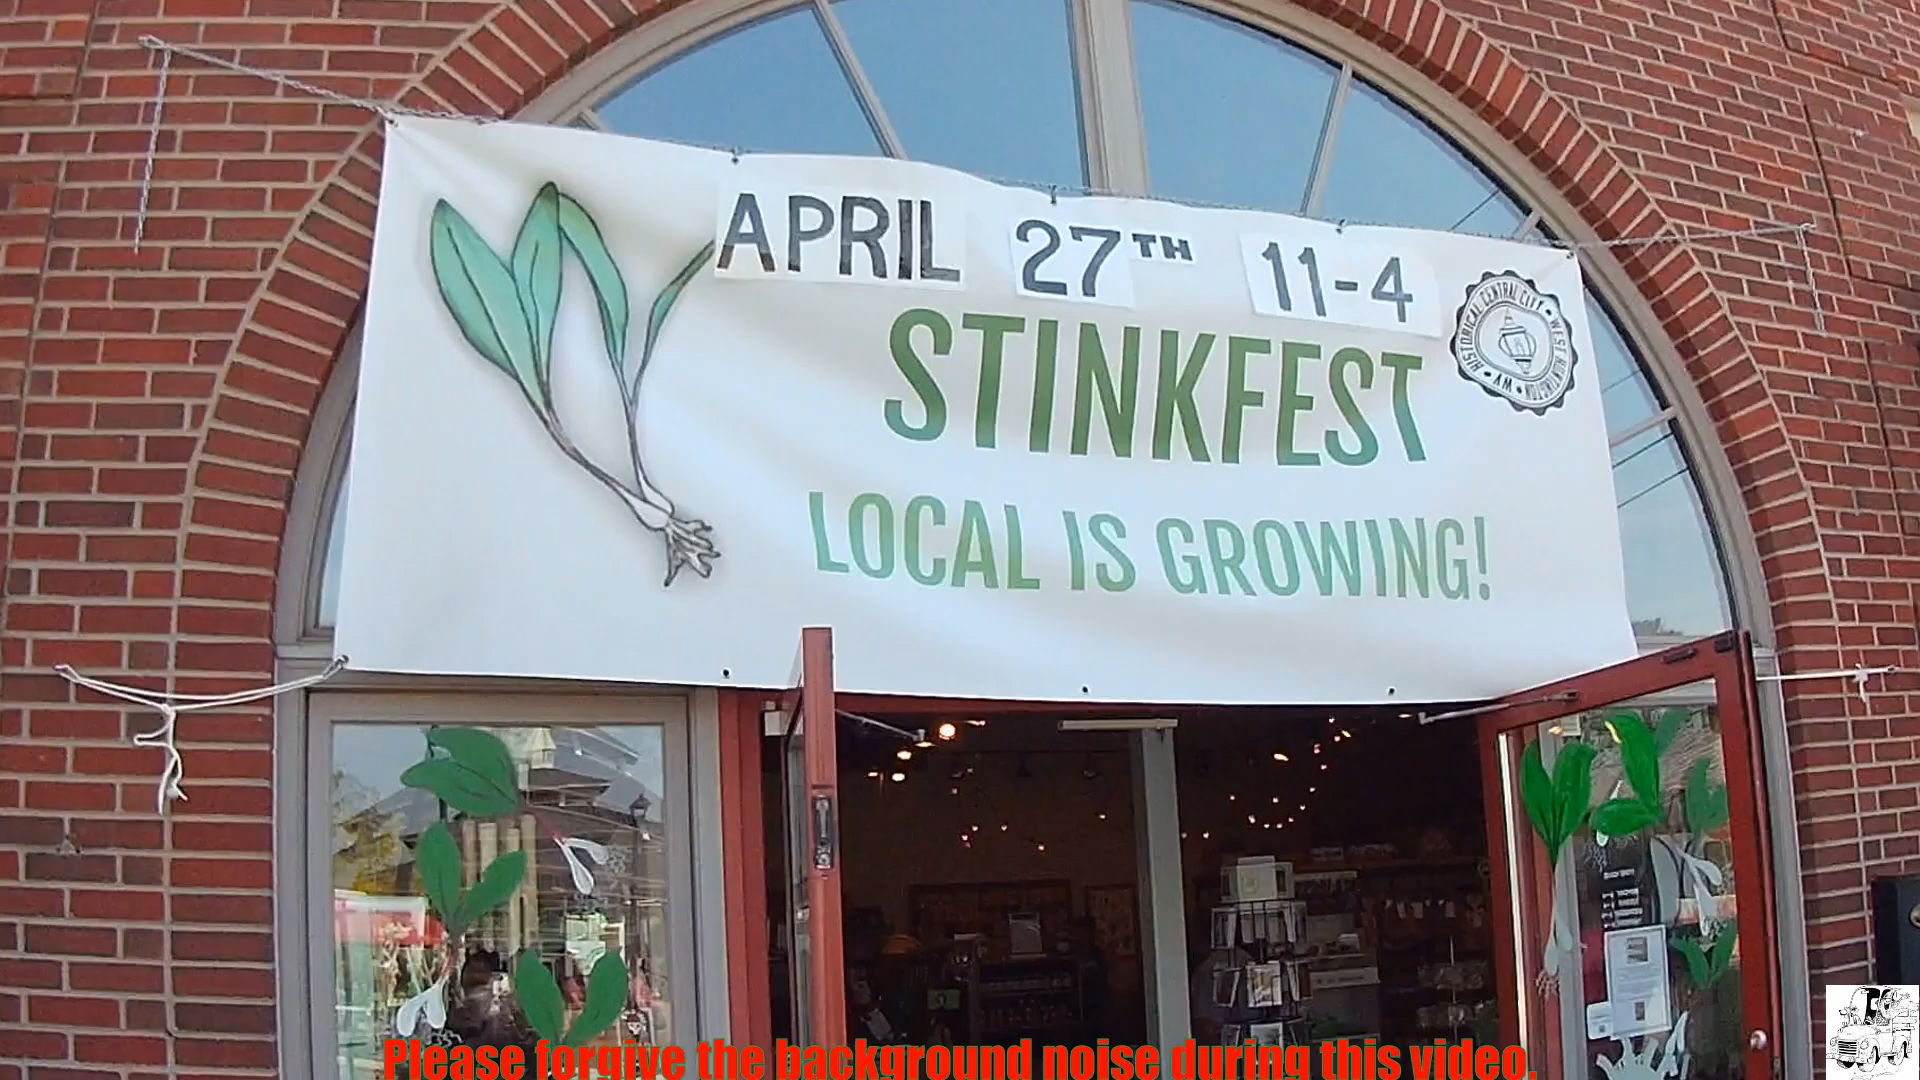 APRIL 27TH 11-4
STINKFEST
HISTORICAL CENTRAL CITY • WEST HUNTINGTON • WV •
LOCAL IS GROWING!
Please forgive the background noise during this video.